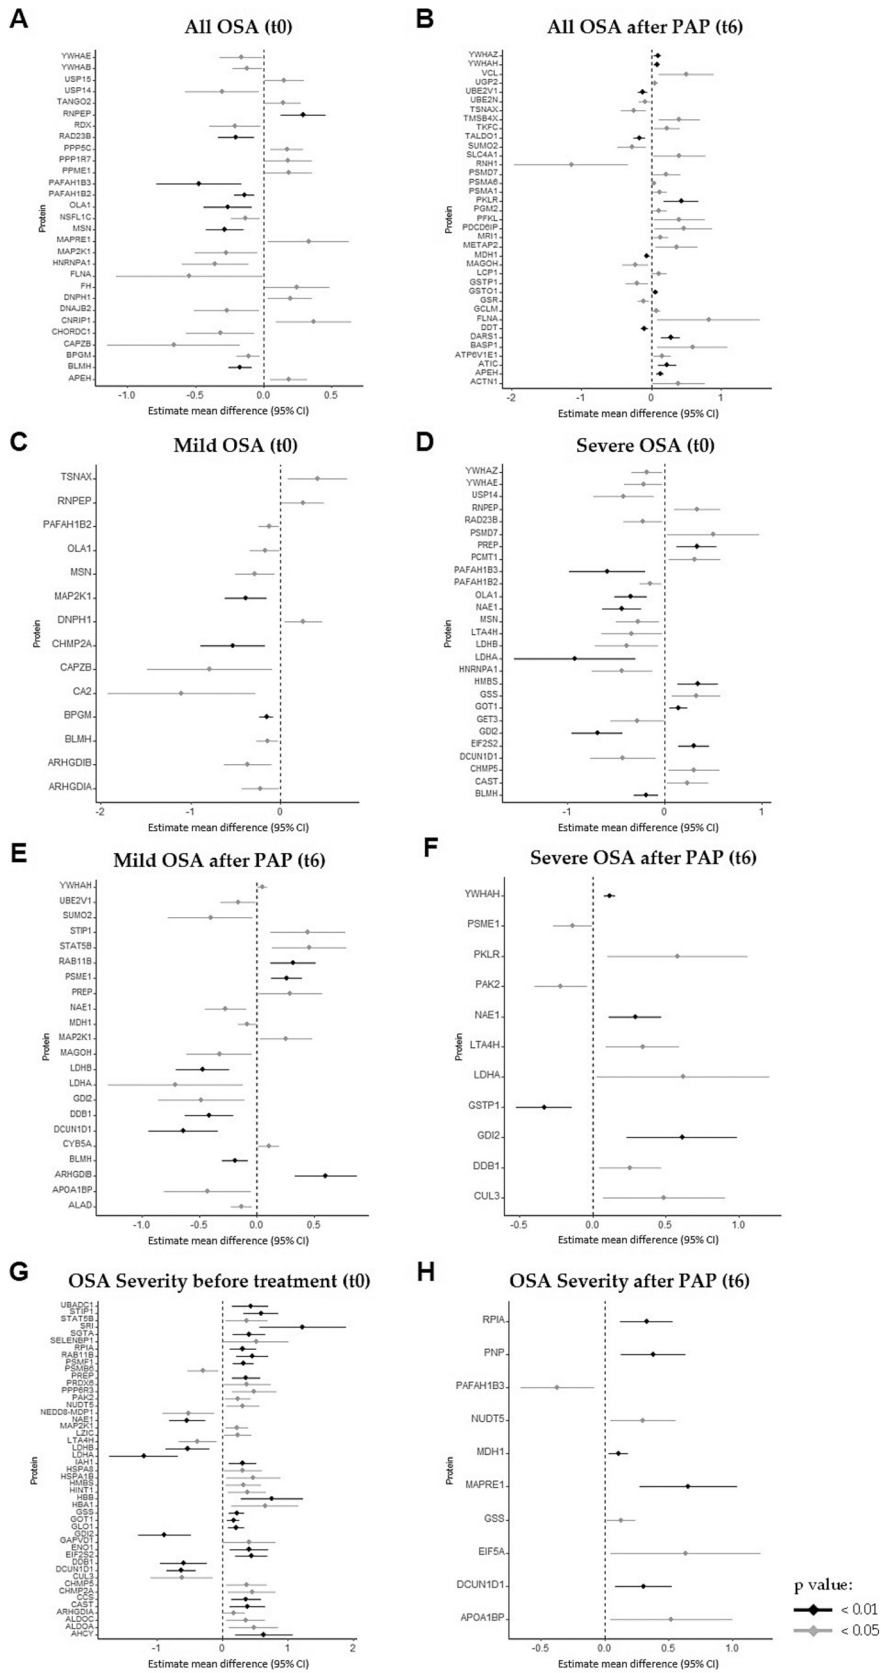 A
All OSA (t0)
YWHAE
YWHAB
USP15
USP14
TANGO2
RNPEP
RDX
RAD23B
PPP5C
PPP1R7
PPME1
PAFAH1B3
PAFAH1B2
OLA1
NSFL1C
MSN
MAPRE1
MAP2K1
HNRNPA1
FLNA
FH
DNPH1
DNAJB2
CNRIP1
CHORDC1
CAPZB
BPGM
BLMH
APEH
Protein
-1.0 -0.5 0.0 0.5
Estimate mean difference (95% CI)
B
All OSA after PAP (t6)
YWHAZ
YWHAH
VCL
UGP2
UBE2V1
UBE2N
TSNAX
TMSB4X
TKFC
TALDO1
SUMO2
SLC4A1
RNH1
PSMD7
PSMA6
PSMA1
PKLR
PGM2
PFKL
PDCD6IP
MRI1
METAP2
MDH1
MAGOH
LCP1
GSTP1
GSTO1
GSR
GCLM
FLNA
DDT
DARS1
BASP1
ATP6V1E1
ATIC
APEH
ACTN1
Protein
-2 -1 0 1
Estimate mean difference (95% CI)
C
Mild OSA (t0)
TSNAX
RNPEP
PAFAH1B2
OLA1
MSN
MAP2K1
DNPH1
CHMP2A
CAPZB
CA2
BPGM
BLMH
ARHGDIB
ARHGDIA
Protein
-2 -1 0
Estimate mean difference (95% CI)
D
Severe OSA (t0)
YWHAZ
YWHAE
USP14
RNPEP
RAD23B
PSMD7
PREP
PCMT1
PAFAH1B3
PAFAH1B2
OLA1
NAE1
MSN
LTA4H
LDHB
LDHA
HNRNPA1
HMBS
GSS
GOT1
GET3
GDI2
EIF2S2
DCUN1D1
CHMP5
CAST
BLMH
Protein
-1 0 1
Estimate mean difference (95% CI)
E
Mild OSA after PAP (t6)
YWHAH
UBE2V1
SUMO2
STIP1
STAT5B
RAB11B
PSME1
PREP
NAE1
MDH1
MAP2K1
MAGOH
LDHB
LDHA
GDI2
DDB1
DCUN1D1
CYB5A
BLMH
ARHGDIB
APOA1BP
ALAD
Protein
-1.0 -0.5 0.0 0.5
Estimate mean difference (95% CI)
F
Severe OSA after PAP (t6)
YWHAH
PSME1
PKLR
PAK2
NAE1
LTA4H
LDHA
GSTP1
GDI2
DDB1
CUL3
Protein
-0.5 0.0 0.5 1.0
Estimate mean difference (95% CI)
G
OSA Severity before treatment (t0)
UBADC1
STIP1
STAT5B
SRI
SGTA
SELENBP1
RPIA
RAB11B
PSMF1
PSMB6
PREP
PRDX6
PPP6R3
PAK2
NUDT5
NEDD8-MDP1
NAE1
MAP2K1
LZIC
LTA4H
LDHB
LDHA
IAH1
HSPA8
HSPA1B
HMBS
HINT1
HBB
HBA1
GSS
GOT1
GLO1
GDI2
GAPVD1
ENO1
EIF2S2
DDB1
DCUN1D1
CUL3
CHMP5
CHMP2A
CCS
CAST
ARHGDIA
ALDOC
ALDOA
AHCY
Protein
-1 0 1 2
Estimate mean difference (95% CI)
H
OSA Severity after PAP (t6)
RPIA
PNP
PAFAH1B3
NUDT5
MDH1
MAPRE1
GSS
EIF5A
DCUN1D1
APOA1BP
Protein
-0.5 0.0 0.5 1.0
Estimate mean difference (95% CI)
p value:
< 0.01
< 0.05